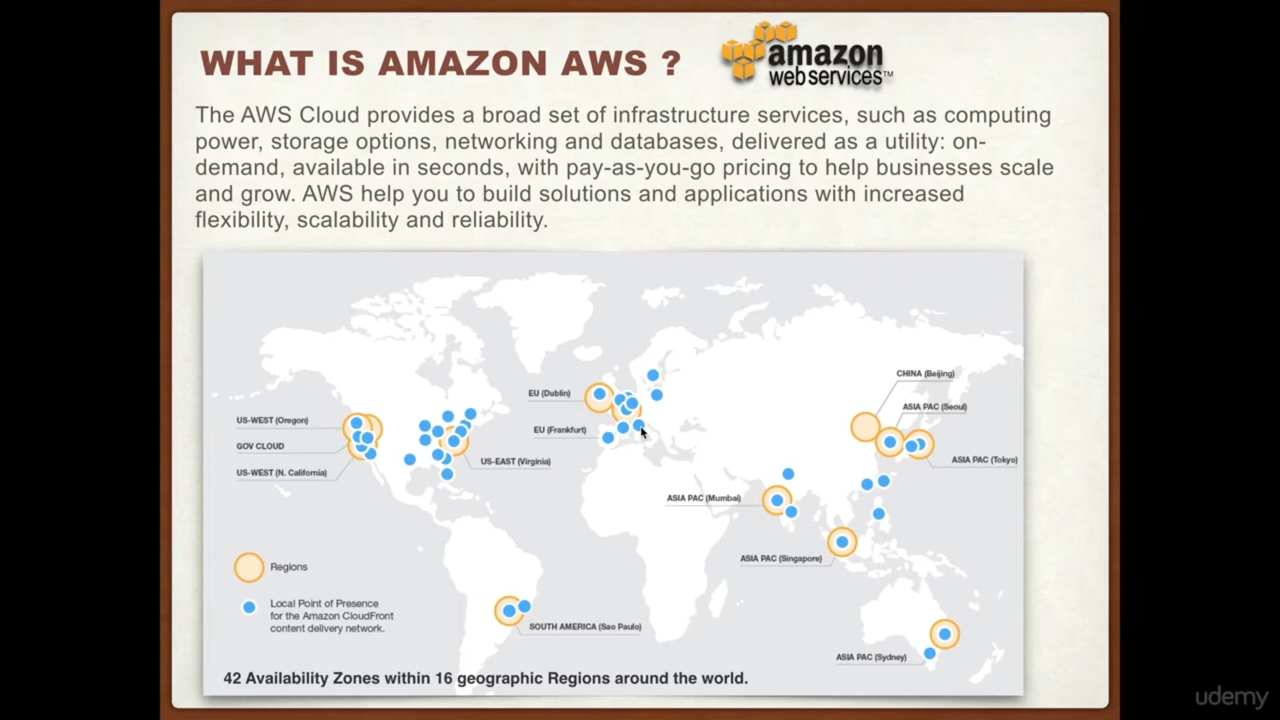 WHAT IS AMAZON AWS ?
amazon
webservices™
The AWS Cloud provides a broad set of infrastructure services, such as computing
power, storage options, networking and databases, delivered as a utility: on-
demand, available in seconds, with pay-as-you-go pricing to help businesses scale
and grow. AWS help you to build solutions and applications with increased
flexibility, scalability and reliability.
CHINA (Beijing)
EU (Dublin)
ASIA PAC (Seoul)
US-WEST (Oregon)
EU (Frankfurt)
GOV CLOUD
US-EAST (Virginia)
ASIA PAC (Tokyo)
US-WEST (N. California)
ASIA PAC (Mumbai)
ASIA PAC (Singapore)
Regions
Local Point of Presence
for the Amazon CloudFront
content delivery network.
SOUTH AMERICA (Sao Paulo)
ASIA PAC (Sydney)
42 Availability Zones within 16 geographic Regions around the world.
udemy